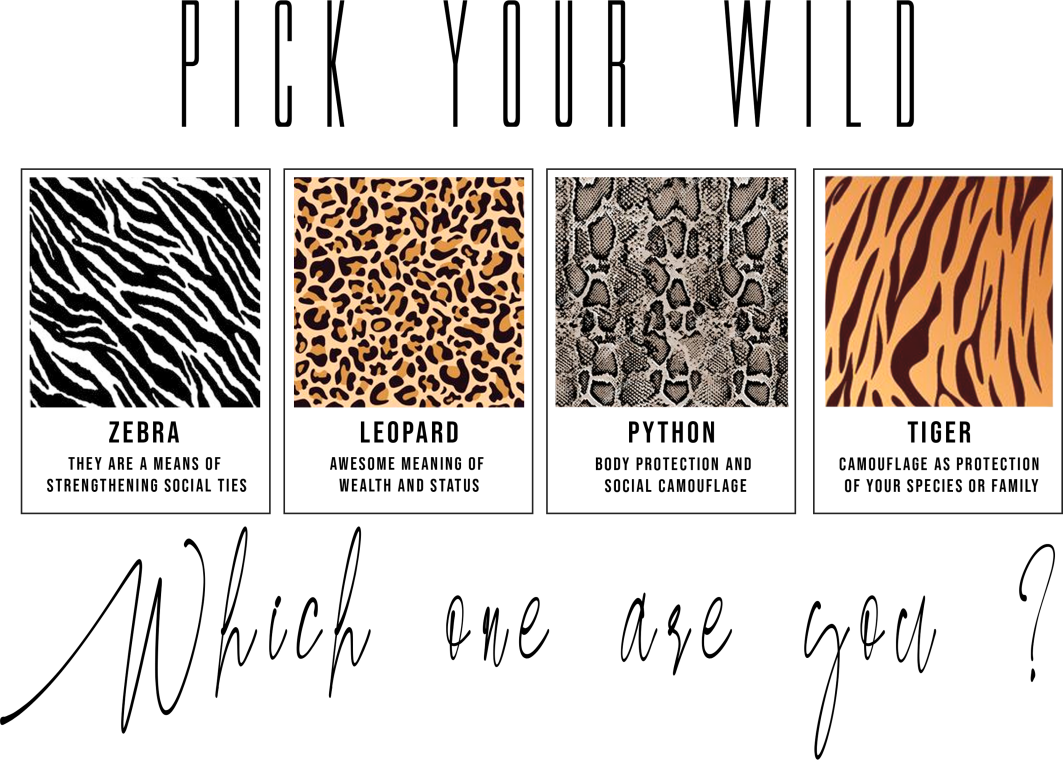 PICK YOUR WILD
ZEBRA
THEY ARE A MEANS OF
STRENGTHENING SOCIAL TIES
LEOPARD
AWESOME MEANING OF
WEALTH AND STATUS
PYTHON
BODY PROTECTION AND
SOCIAL CAMOUFLAGE
TIGER
CAMOUFLAGE AS PROTECTION
OF YOUR SPECIES OR FAMILY
Which one are you ?